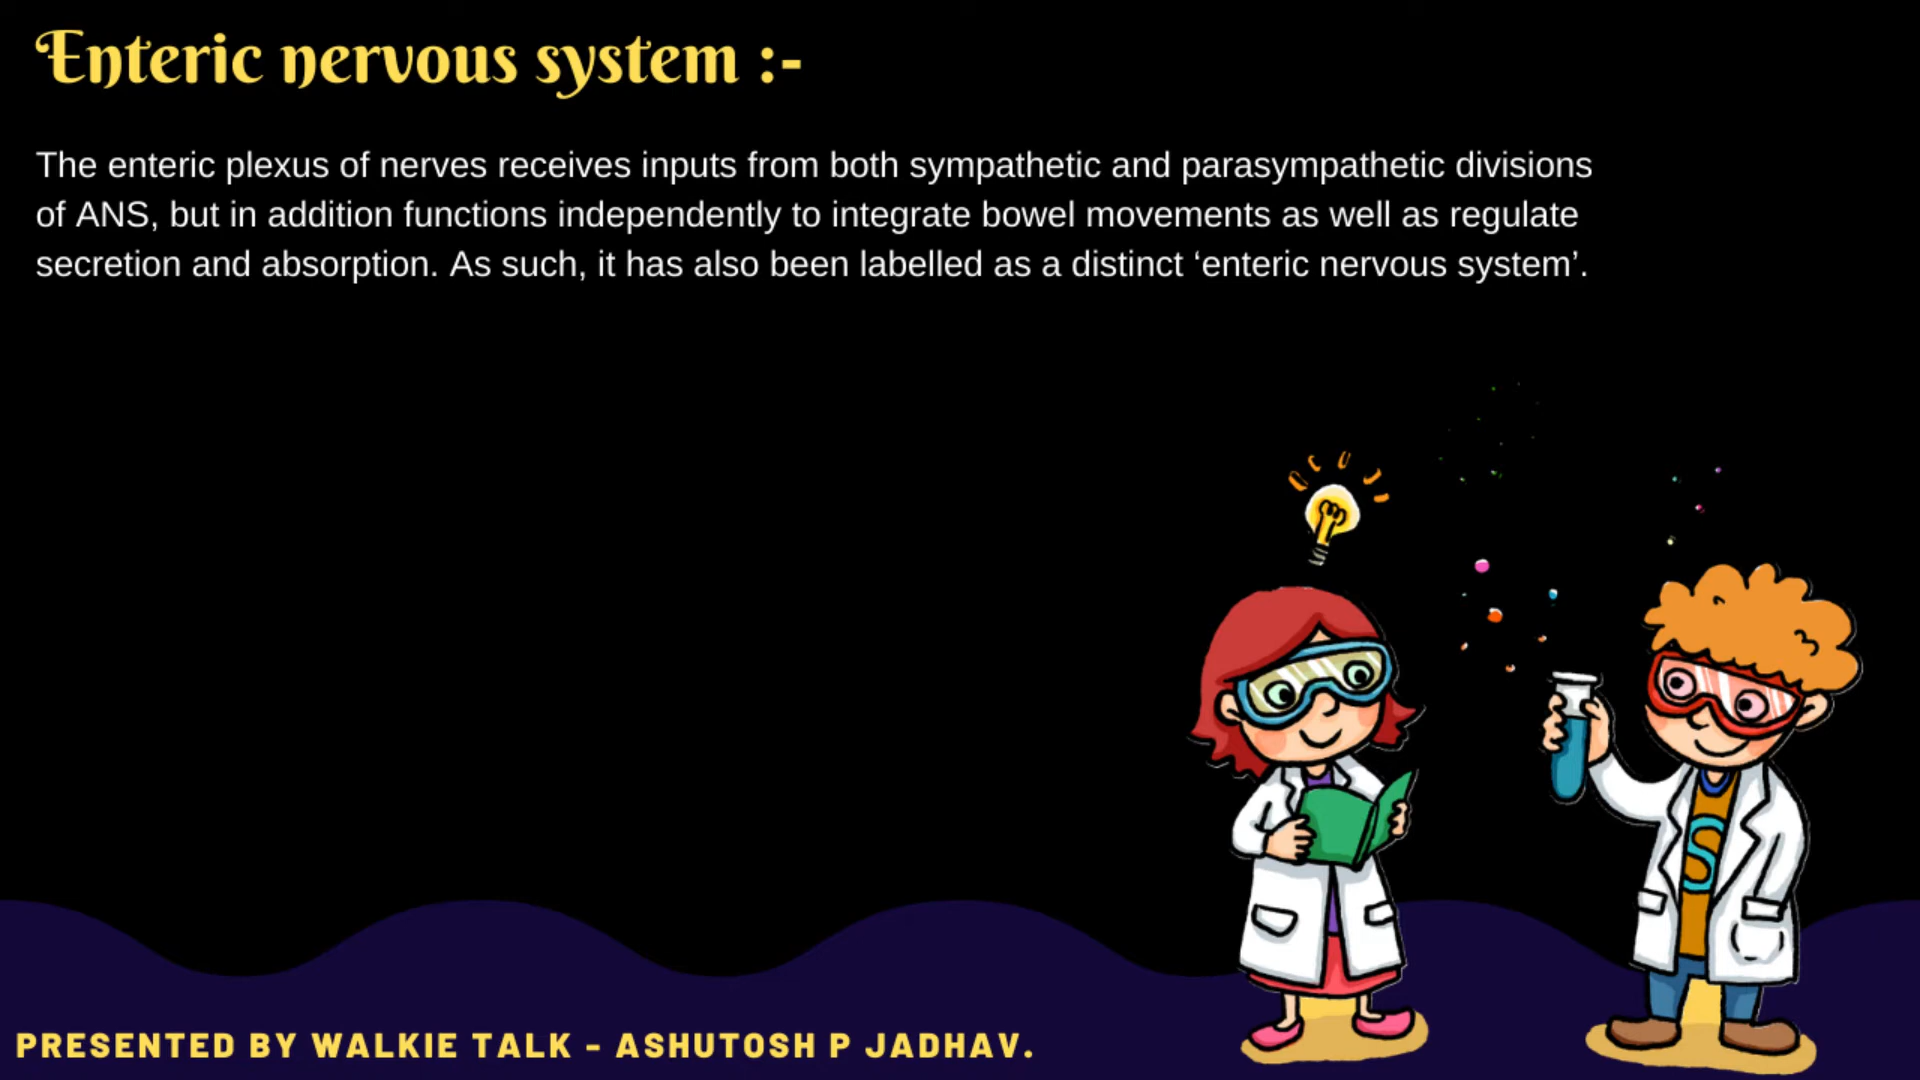 Enteric nervous system :-
The enteric plexus of nerves receives inputs from both sympathetic and parasympathetic divisions
of ANS, but in addition functions independently to integrate bowel movements as well as regulate
secretion and absorption. As such, it has also been labelled as a distinct ‘enteric nervous system’.
S
PRESENTED BY WALKIE TALK - ASHUTOSH P JADHAV.